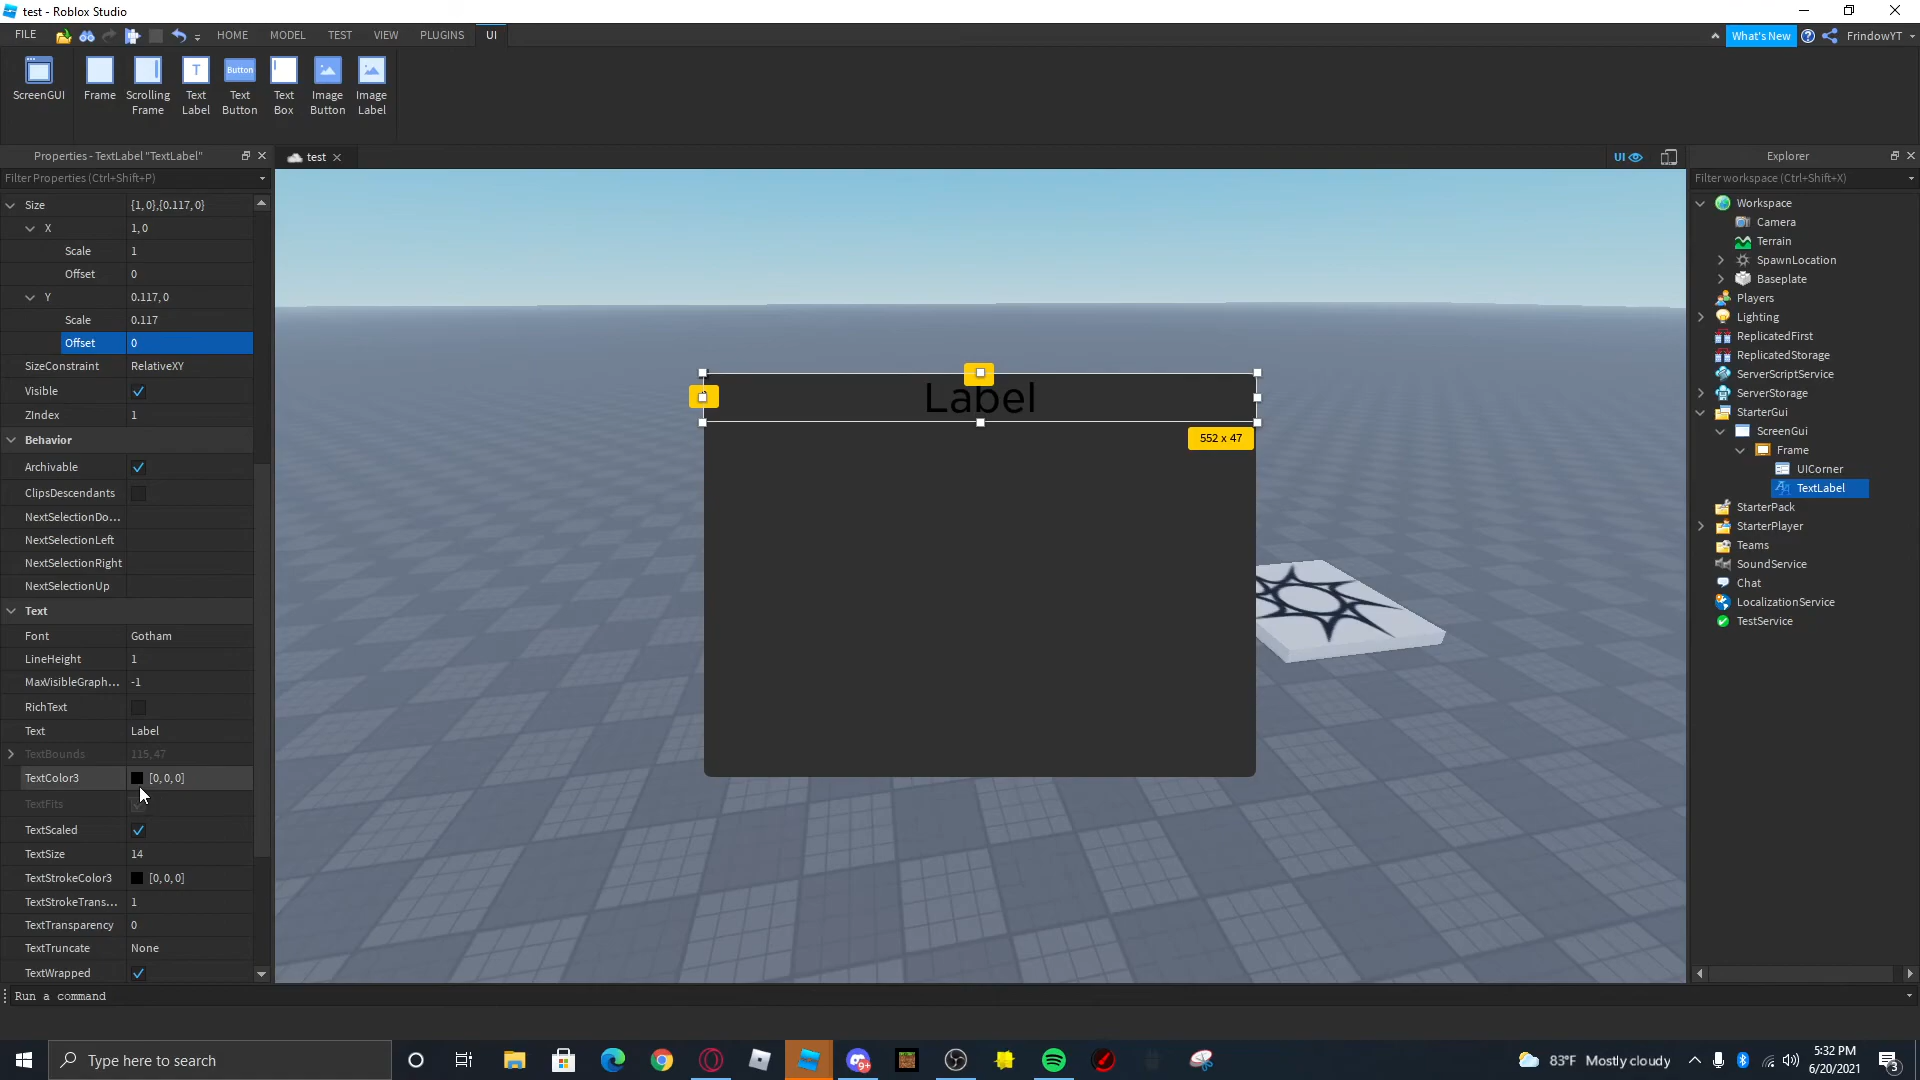 test - Roblox Studio
FILE HOME MODEL TEST VIEW PLUGINS UI What's New FrindowYT
ScreenGUI Frame Scrolling Frame Text Label Button Text Button Text Box Image Button Image Label
Properties - TextLabel "TextLabel" test UI Explorer
Filter Properties (Ctrl+Shift+P) Filter workspace (Ctrl+Shift+X)
Size {1, 0},{0.117, 0}
X 1, 0
Scale 1
Offset 0
Y 0.117, 0
Scale 0.117
Offset 0
SizeConstraint RelativeXY
Visible
ZIndex 1
Behavior
Archivable
ClipsDescendants
NextSelectionDo...
NextSelectionLeft
NextSelectionRight
NextSelectionUp
Text
Font Gotham
LineHeight 1
MaxVisibleGraph... -1
RichText
Text Label
TextBounds 115, 47
TextColor3 [0, 0, 0]
TextFits
TextScaled
TextSize 14
TextStrokeColor3 [0, 0, 0]
TextStrokeTrans... 1
TextTransparency 0
TextTruncate None
TextWrapped
Label
552 x 47
Workspace
Camera
Terrain
SpawnLocation
Baseplate
Players
Lighting
ReplicatedFirst
ReplicatedStorage
ServerScriptService
ServerStorage
StarterGui
ScreenGui
Frame
UICorner
TextLabel
StarterPack
StarterPlayer
Teams
SoundService
Chat
LocalizationService
TestService
Run a command
Type here to search
9+
83°F Mostly cloudy
5:32 PM
6/20/2021
3